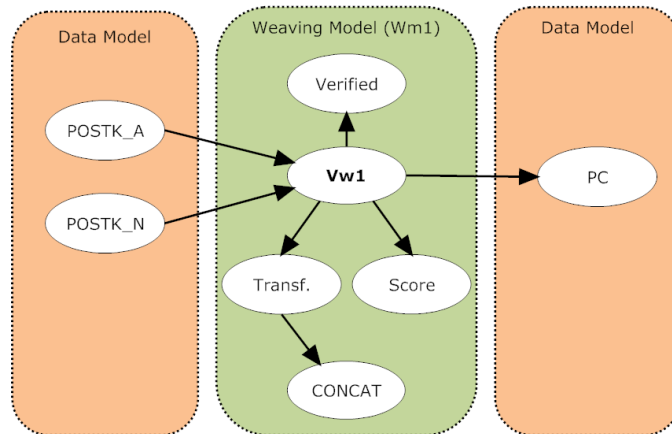 Data Model
POSTK_A
POSTK_N
Weaving Model (Wm1)
Verified
Vw1
Transf.
Score
CONCAT
Data Model
PC